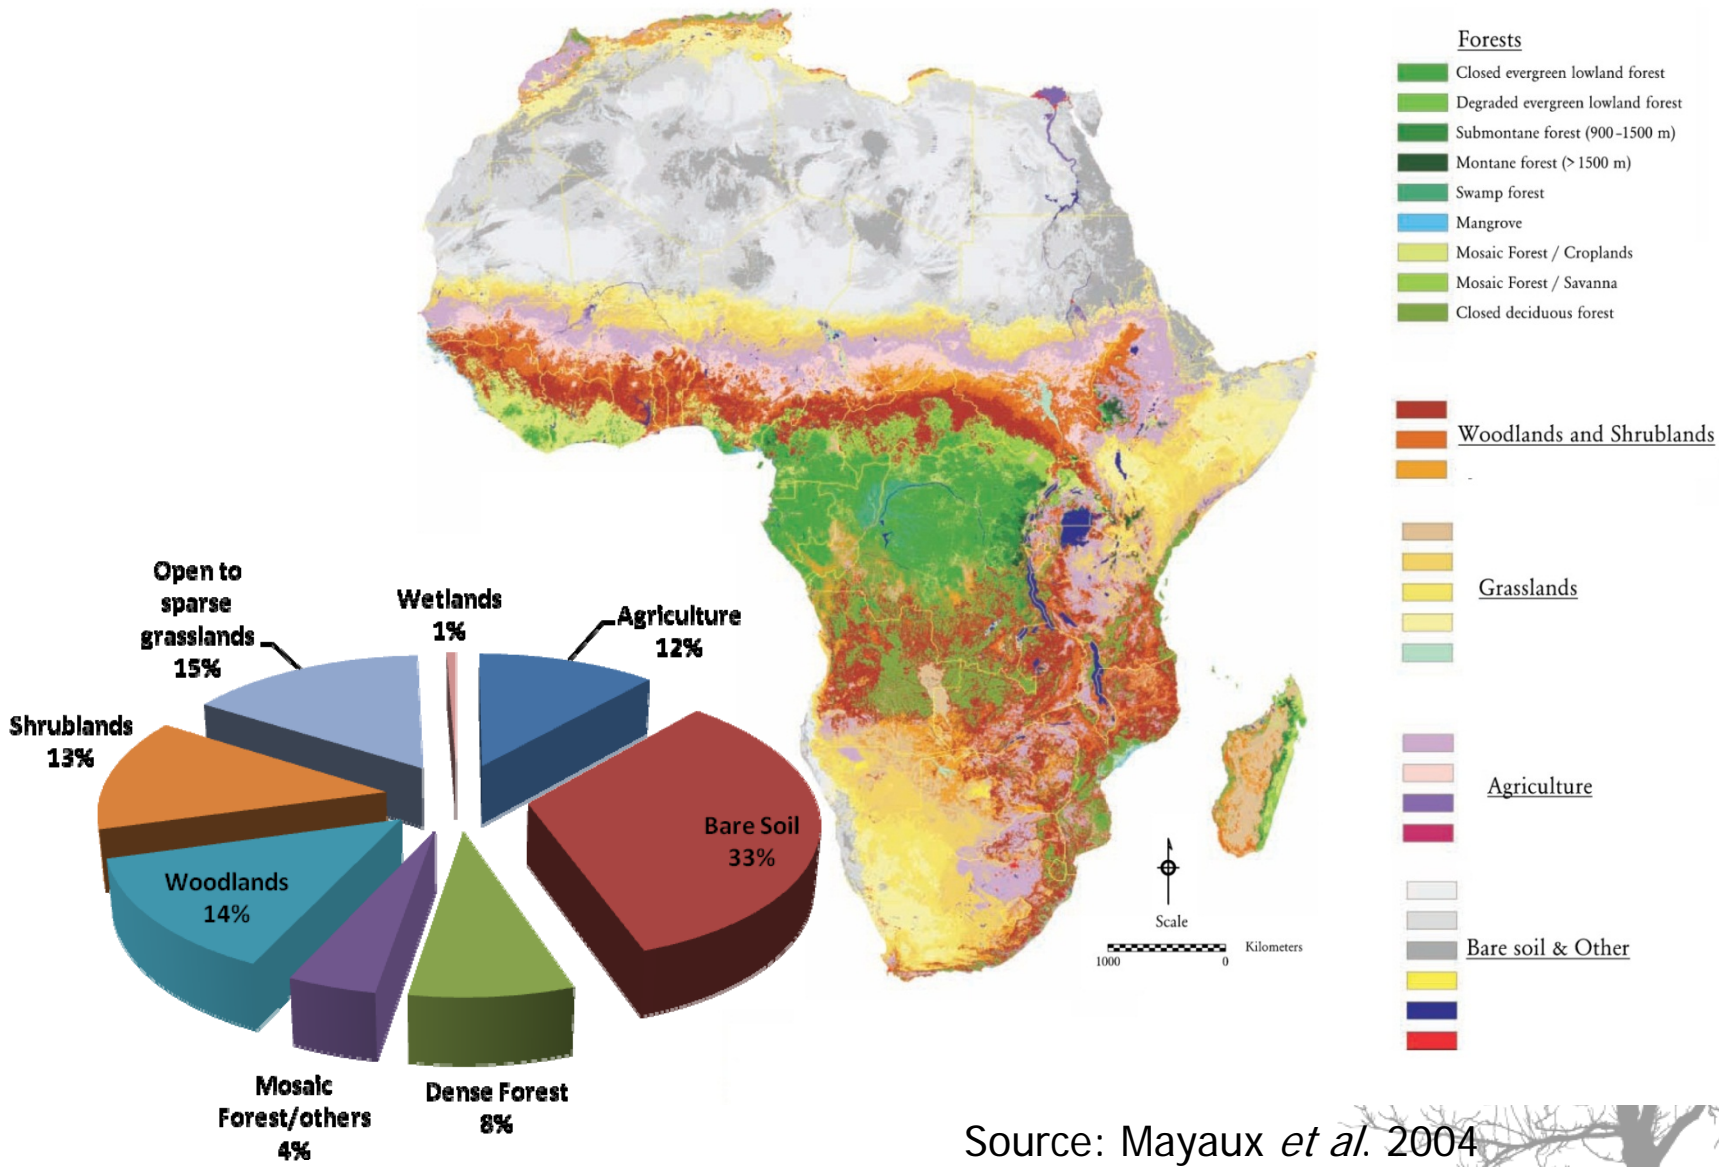 Forests
Closed evergreen lowland forest
Degraded evergreen lowland forest
Submontane forest (900-1500 m)
Montane forest (> 1500 m)
Swamp forest
Mangrove
Mosaic Forest / Croplands
Mosaic Forest / Savanna
Closed deciduous forest
Woodlands and Shrublands
Grasslands
Agriculture
Bare soil & Other
Scale
Kilometers
1000
0
Open to
sparse
grasslands
15%
Wetlands
1%
Agriculture
12%
Shrublands
13%
Bare Soil
33%
Woodlands
14%
Mosaic
Forest/others
4%
Dense Forest
8%
Source: Mayaux et al. 2004